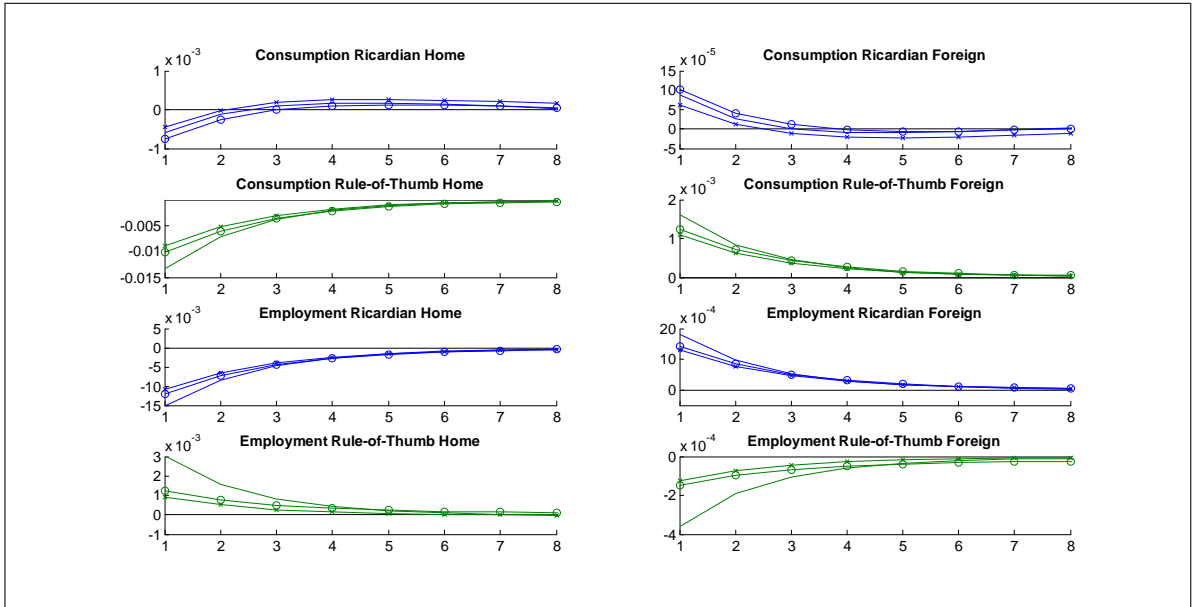 Consumption Ricardian Home
x 10^-3
1
0
-1
1 2 3 4 5 6 7 8
Consumption Ricardian Foreign
x 10^-5
15
10
5
0
-5
1 2 3 4 5 6 7 8
Consumption Rule-of-Thumb Home
-0.005
-0.01
-0.015
1 2 3 4 5 6 7 8
Consumption Rule-of-Thumb Foreign
x 10^-3
2
1
0
1 2 3 4 5 6 7 8
Employment Ricardian Home
x 10^-3
5
0
-5
-10
-15
1 2 3 4 5 6 7 8
Employment Ricardian Foreign
x 10^-4
20
10
0
1 2 3 4 5 6 7 8
Employment Rule-of-Thumb Home
x 10^-3
3
2
1
0
-1
1 2 3 4 5 6 7 8
Employment Rule-of-Thumb Foreign
x 10^-4
0
-2
-4
1 2 3 4 5 6 7 8